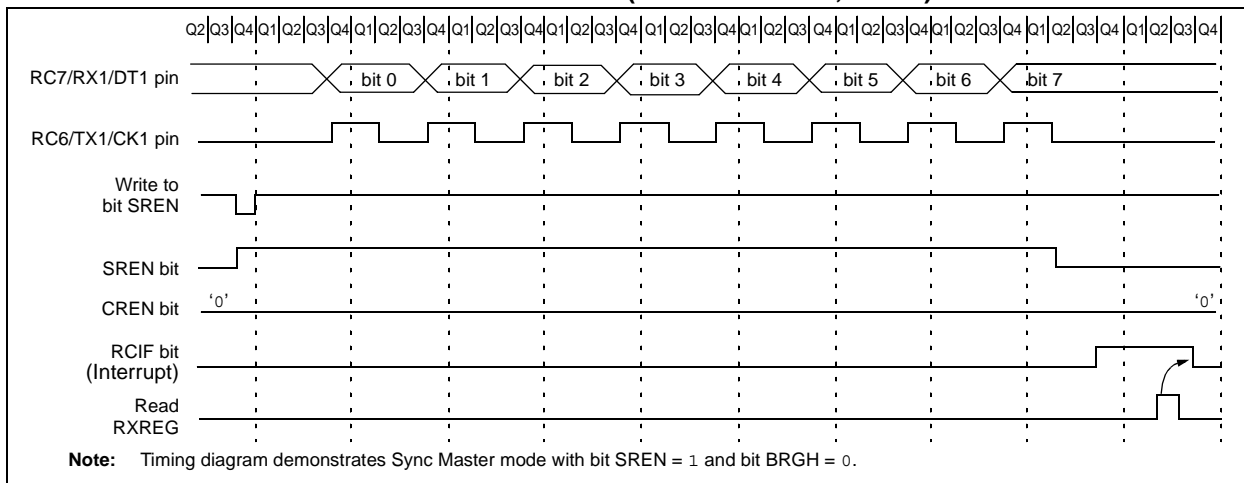 Q2 Q3 Q4 Q1 Q2 Q3 Q4 Q1 Q2 Q3 Q4 Q1 Q2 Q3 Q4 Q1 Q2 Q3 Q4 Q1 Q2 Q3 Q4 Q1 Q2 Q3 Q4 Q1 Q2 Q3 Q4 Q1 Q2 Q3 Q4 Q1 Q2 Q3 Q4 Q1 Q2 Q3 Q4
RC7/RX1/DT1 pin bit 0 bit 1 bit 2 bit 3 bit 4 bit 5 bit 6 bit 7
RC6/TX1/CK1 pin
Write to
bit SREN
SREN bit
CREN bit ‘0’ ‘0’
RCIF bit
(Interrupt)
Read
RXREG
Note: Timing diagram demonstrates Sync Master mode with bit SREN = 1 and bit BRGH = 0.